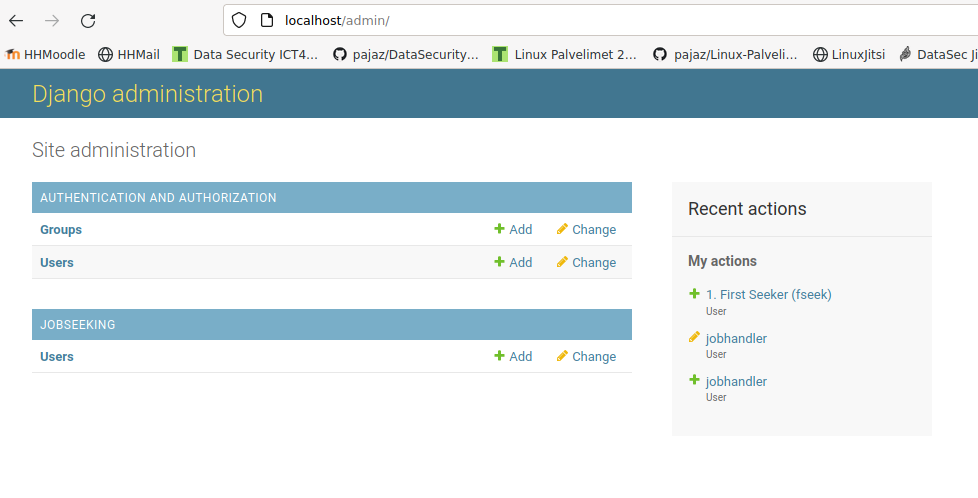 localhost/admin/
HHMoodle HHMail Data Security ICT4... pajaz/DataSecurity... Linux Palvelimet 2... pajaz/Linux-Palveli... LinuxJitsi DataSec Ji
Django administration
Site administration
AUTHENTICATION AND AUTHORIZATION
Groups Add Change
Users Add Change
JOBSEEKING
Users Add Change
Recent actions
My actions
1. First Seeker (fseek)
User
jobhandler
User
jobhandler
User